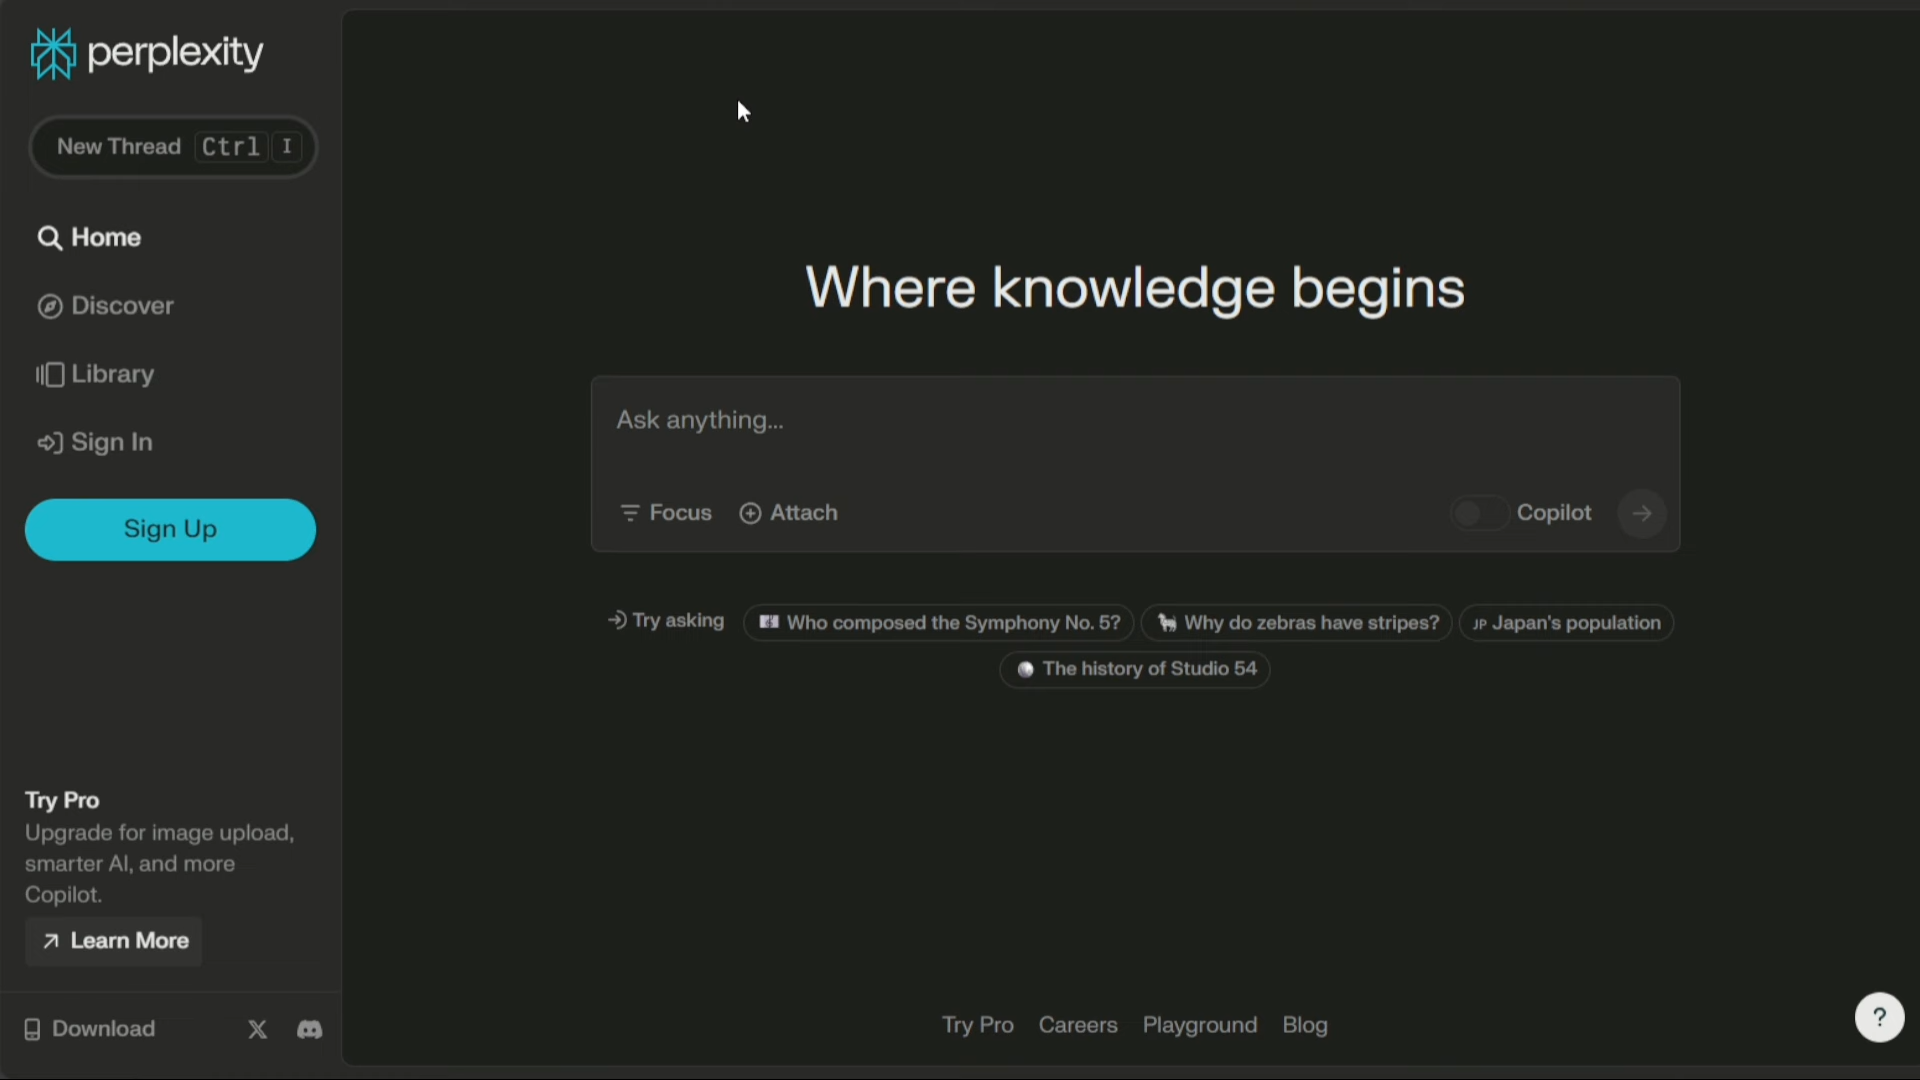 perplexity
New Thread Ctrl I
Home
Discover
Library
Sign In
Sign Up
Where knowledge begins
Ask anything...
Focus Attach Copilot
Try asking Who composed the Symphony No. 5? Why do zebras have stripes? JP Japan's population
The history of Studio 54
Try Pro
Upgrade for image upload,
smarter AI, and more
Copilot.
Learn More
Download X
Try Pro Careers Playground Blog
?